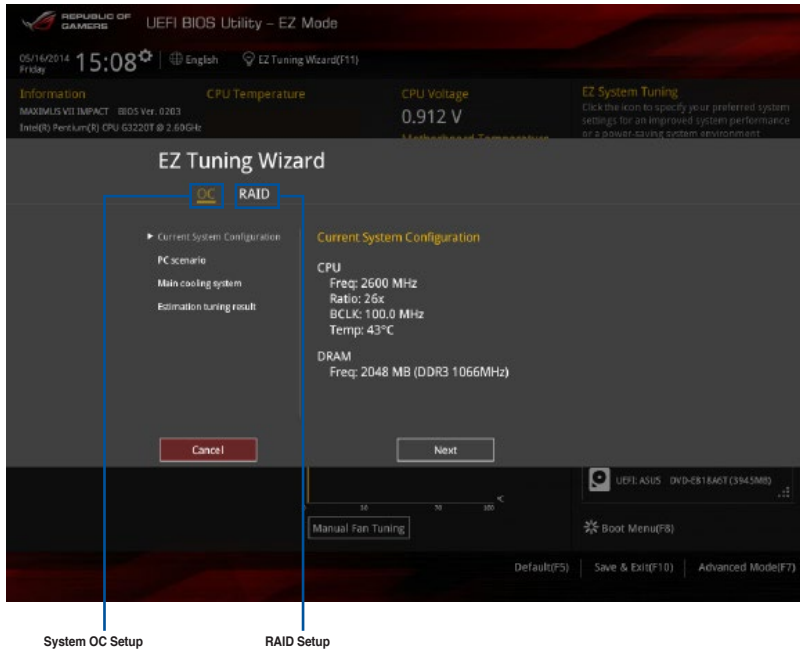 REPUBLIC OF GAMERS
UEFI BIOS Utility – EZ Mode
05/16/2014
Friday
15:08
English
EZ Tuning Wizard(F11)
Information
MAXIMUS VII IMPACT BIOS Ver. 0203
Intel(R) Pentium(R) CPU G3220T @ 2.60GHz
CPU Temperature
CPU Voltage
0.912 V
Motherboard Temperature
EZ System Tuning
Click the icon to specify your preferred system
settings for an improved system performance
or a power-saving system environment
EZ Tuning Wizard
OC RAID
Current System Configuration
PC scenario
Main cooling system
Estimation tuning result
Current System Configuration
CPU
Freq: 2600 MHz
Ratio: 26x
BCLK: 100.0 MHz
Temp: 43°C
DRAM
Freq: 2048 MB (DDR3 1066MHz)
Cancel
Next
UEFI: ASUS DVD-E818A6T (3945MB)
100
Manual Fan Tuning
Boot Menu(F8)
Default(F5)
Save & Exit(F10)
Advanced Mode(F7)
System OC Setup
RAID Setup